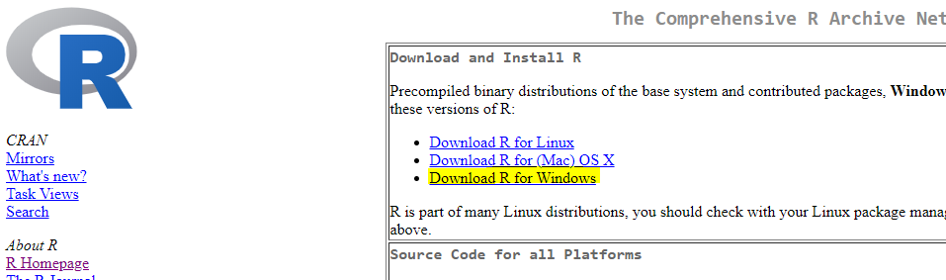 R
The Comprehensive R Archive Net
CRAN
Mirrors
What's new?
Task Views
Search
About R
R Homepage
The R Journal
Download and Install R
Precompiled binary distributions of the base system and contributed packages, Window
these versions of R:
Download R for Linux
Download R for (Mac) OS X
Download R for Windows
R is part of many Linux distributions, you should check with your Linux package manag
above.
Source Code for all Platforms